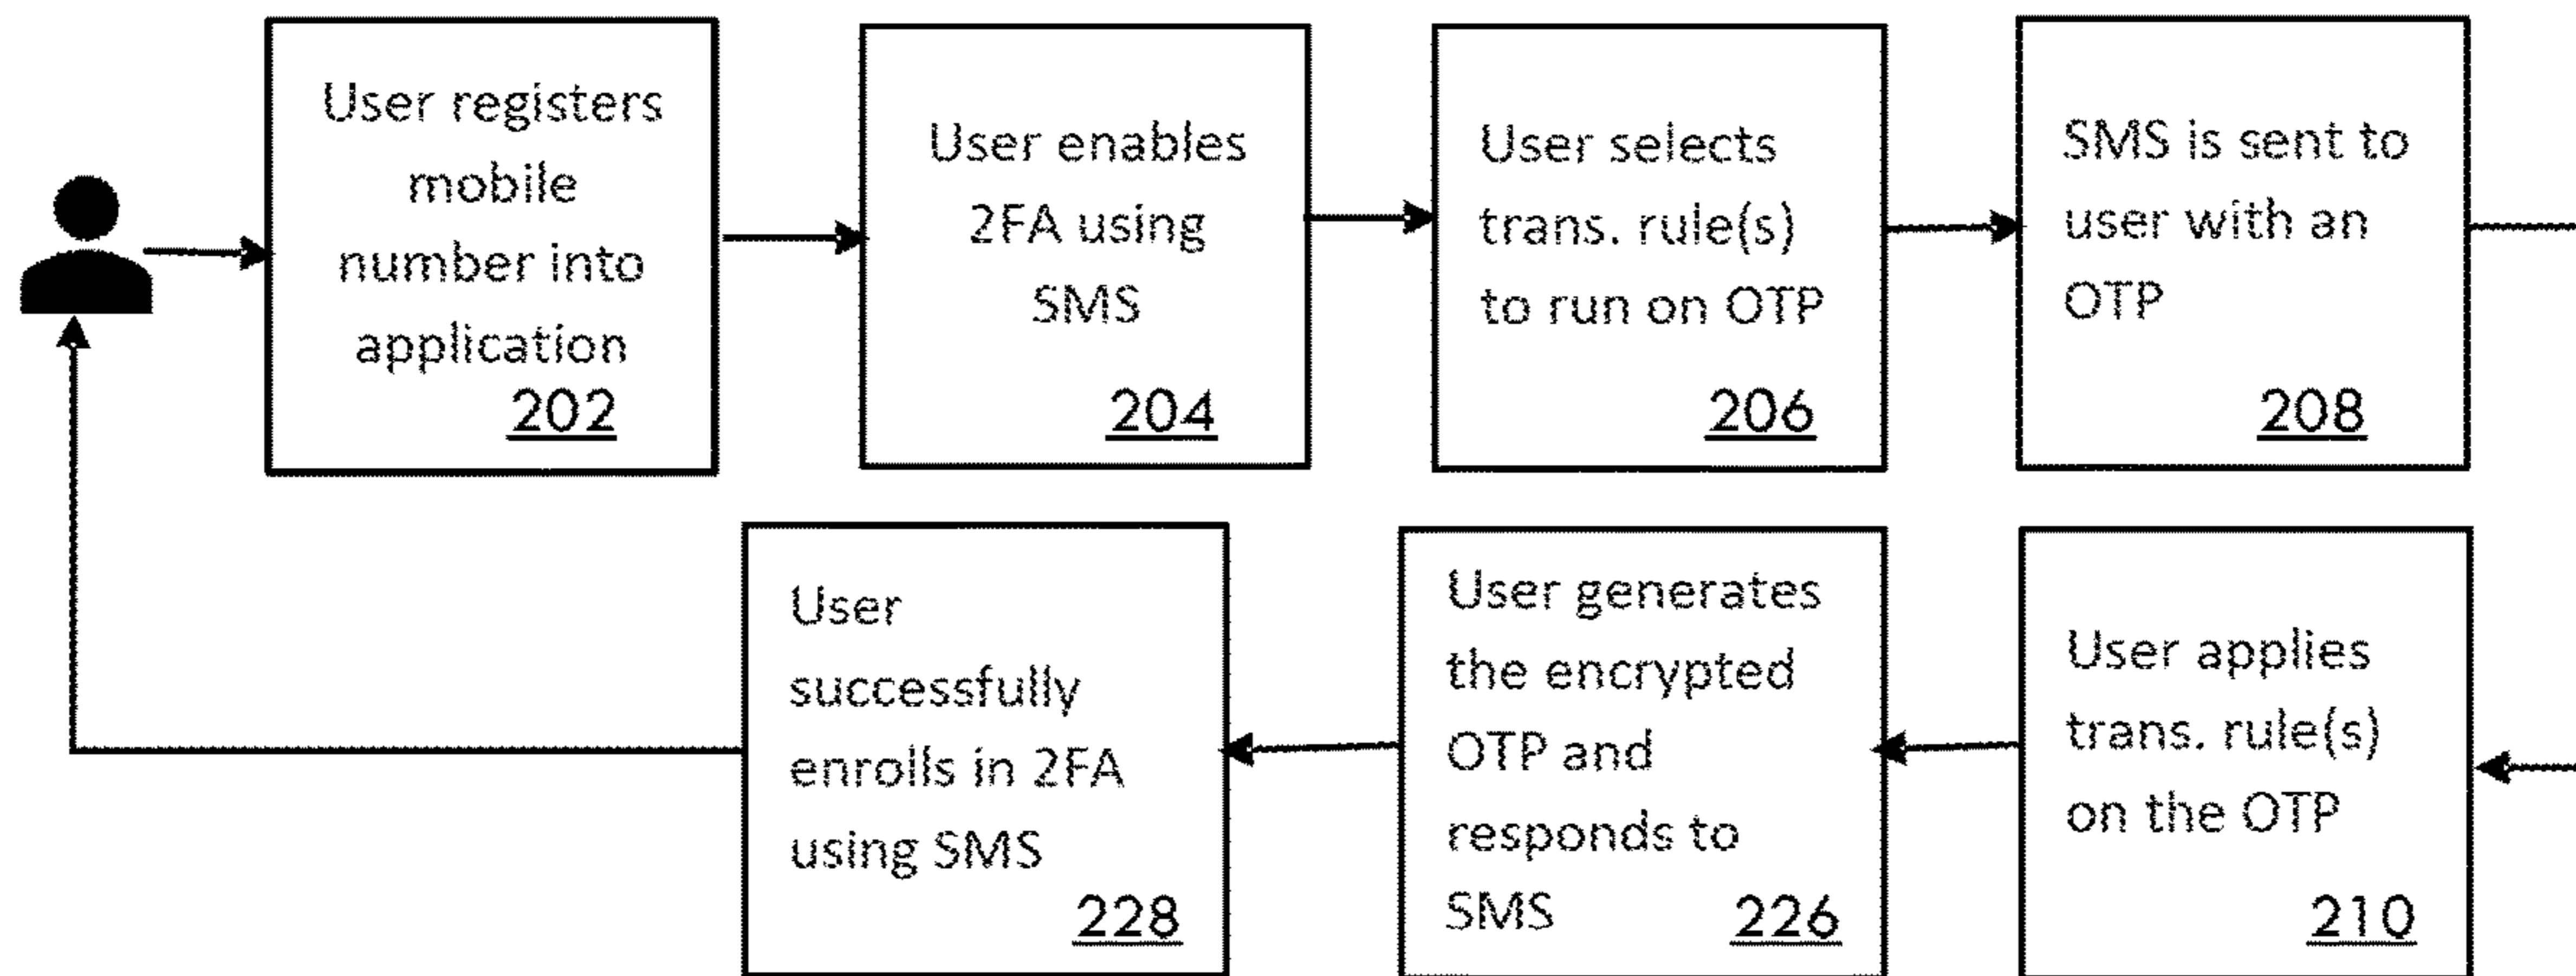 User registers
mobile
number into
application
202
User enables
2FA using
SMS
204
User selects
trans. rule(s)
to run on OTP
206
SMS is sent to
user with an
OTP
208
User applies
trans. rule(s)
on the OTP
210
User generates
the encrypted
OTP and
responds to
SMS
226
User
successfully
enrolls in 2FA
using SMS
228